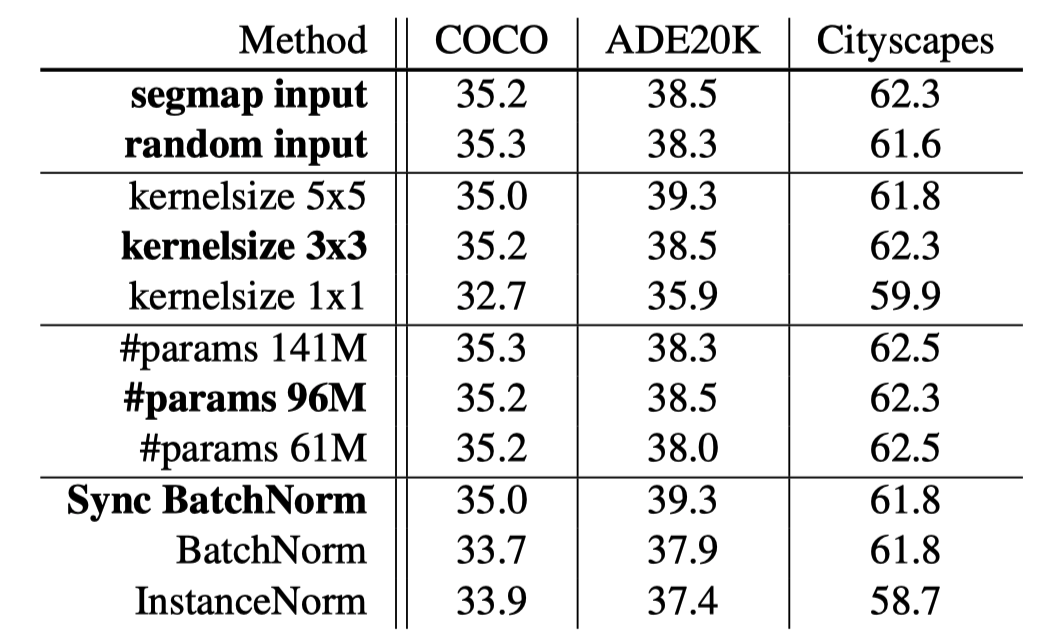 Method COCO ADE20K Cityscapes
segmap input 35.2 38.5 62.3
random input 35.3 38.3 61.6
kernelsize 5x5 35.0 39.3 61.8
kernelsize 3x3 35.2 38.5 62.3
kernelsize 1x1 32.7 35.9 59.9
#params 141M 35.3 38.3 62.5
#params 96M 35.2 38.5 62.3
#params 61M 35.2 38.0 62.5
Sync BatchNorm 35.0 39.3 61.8
BatchNorm 33.7 37.9 61.8
InstanceNorm 33.9 37.4 58.7